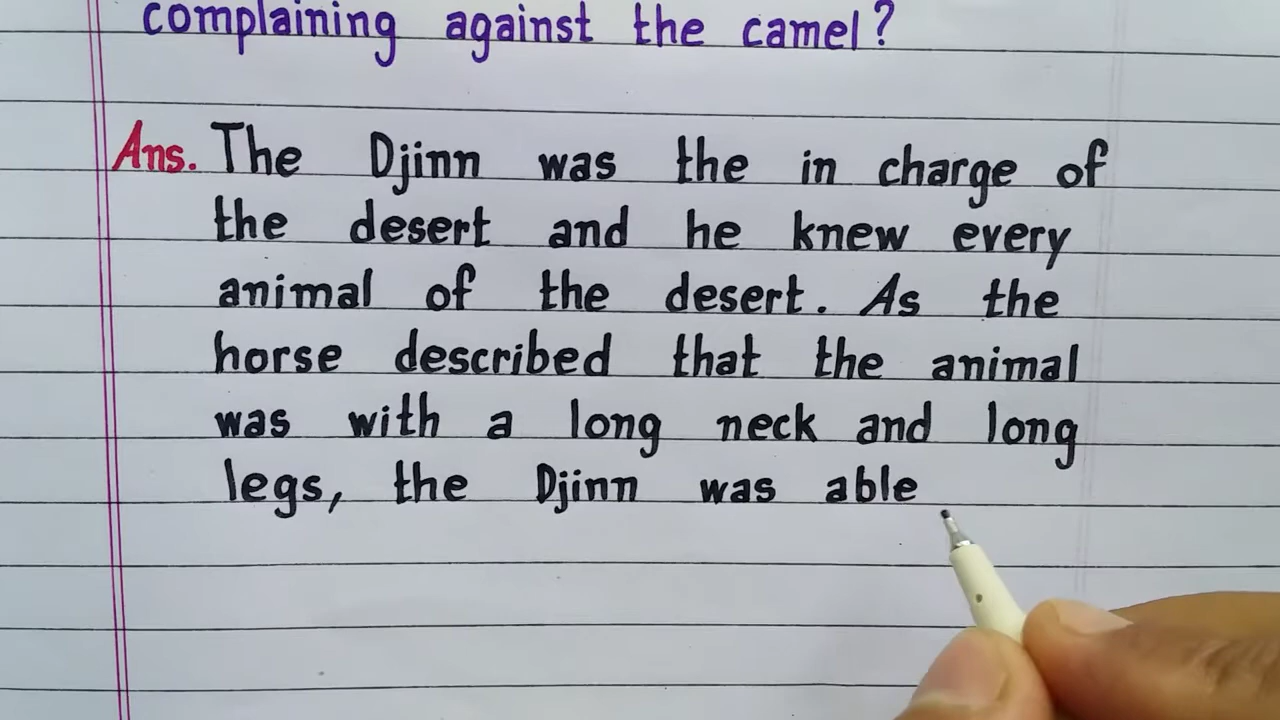 complaining against the camel?
Ans. The Djinn was the in charge of
the desert and he knew every
animal of the desert. As the
horse described that the animal
was with a long neck and long
legs, the Djinn was able